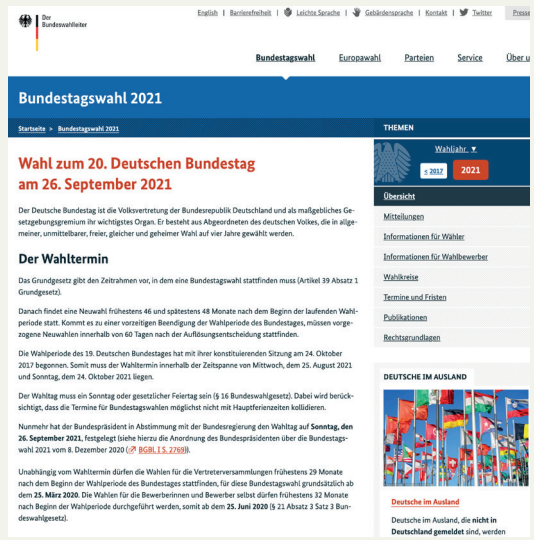 Der
Bundeswahlleiter
English | Barrierefreiheit | Leichte Sprache | Gebärdensprache | Kontakt | Twitter Presse
Bundestagswahl Europawahl Parteien Service Über u
Bundestagswahl 2021
Startseite > Bundestagswahl 2021
Wahl zum 20. Deutschen Bundestag
am 26. September 2021
Der Deutsche Bundestag ist die Volksvertretung der Bundesrepublik Deutschland und als maßgebliches Ge-
setzgebungsgremium ihr wichtigstes Organ. Er besteht aus Abgeordneten des deutschen Volkes, die in allge-
meiner, unmittelbarer, freier, gleicher und geheimer Wahl auf vier Jahre gewählt werden.
Der Wahltermin
Das Grundgesetz gibt den Zeitrahmen vor, in dem eine Bundestagswahl stattfinden muss (Artikel 39 Absatz 1
Grundgesetz).
Danach findet eine Neuwahl frühestens 46 und spätestens 48 Monate nach dem Beginn der laufenden Wahl-
periode statt. Kommt es zu einer vorzeitigen Beendigung der Wahlperiode des Bundestages, müssen vorge-
zogene Neuwahlen innerhalb von 60 Tagen nach der Auflösungsentscheidung stattfinden.
Die Wahlperiode des 19. Deutschen Bundestages hat mit ihrer konstituierenden Sitzung am 24. Oktober
2017 begonnen. Somit muss der Wahltermin innerhalb der Zeitspanne von Mittwoch, dem 25. August 2021
und Sonntag, dem 24. Oktober 2021 liegen.
Der Wahltag muss ein Sonntag oder gesetzlicher Feiertag sein (§ 16 Bundeswahlgesetz). Dabei wird berück-
sichtigt, dass die Termine für Bundestagswahlen möglichst nicht mit Hauptferienzeiten kollidieren.
Nunmehr hat der Bundespräsident in Abstimmung mit der Bundesregierung den Wahltag auf Sonntag, den
26. September 2021, festgelegt (siehe hierzu die Anordnung des Bundespräsidenten über die Bundestags-
wahl 2021 vom 8. Dezember 2020 (BGBl. I S. 2769)).
Unabhängig vom Wahltermin dürfen die Wahlen für die Vertreterversammlungen frühestens 29 Monate
nach dem Beginn der Wahlperiode des Bundestages stattfinden, für diese Bundestagswahl grundsätzlich ab
dem 25. März 2020. Die Wahlen für die Bewerberinnen und Bewerber selbst dürfen frühestens 32 Monate
nach Beginn der Wahlperiode durchgeführt werden, somit ab dem 25. Juni 2020 (§ 21 Absatz 3 Satz 3 Bun-
deswahlgesetz).
THEMEN
Wahljahr ▼
< 2017 2021
Übersicht
Mitteilungen
Informationen für Wähler
Informationen für Wahlbewerber
Wahlkreise
Termine und Fristen
Publikationen
Rechtsgrundlagen
DEUTSCHE IM AUSLAND
Deutsche im Ausland
Deutsche im Ausland, die nicht in
Deutschland gemeldet sind, werden